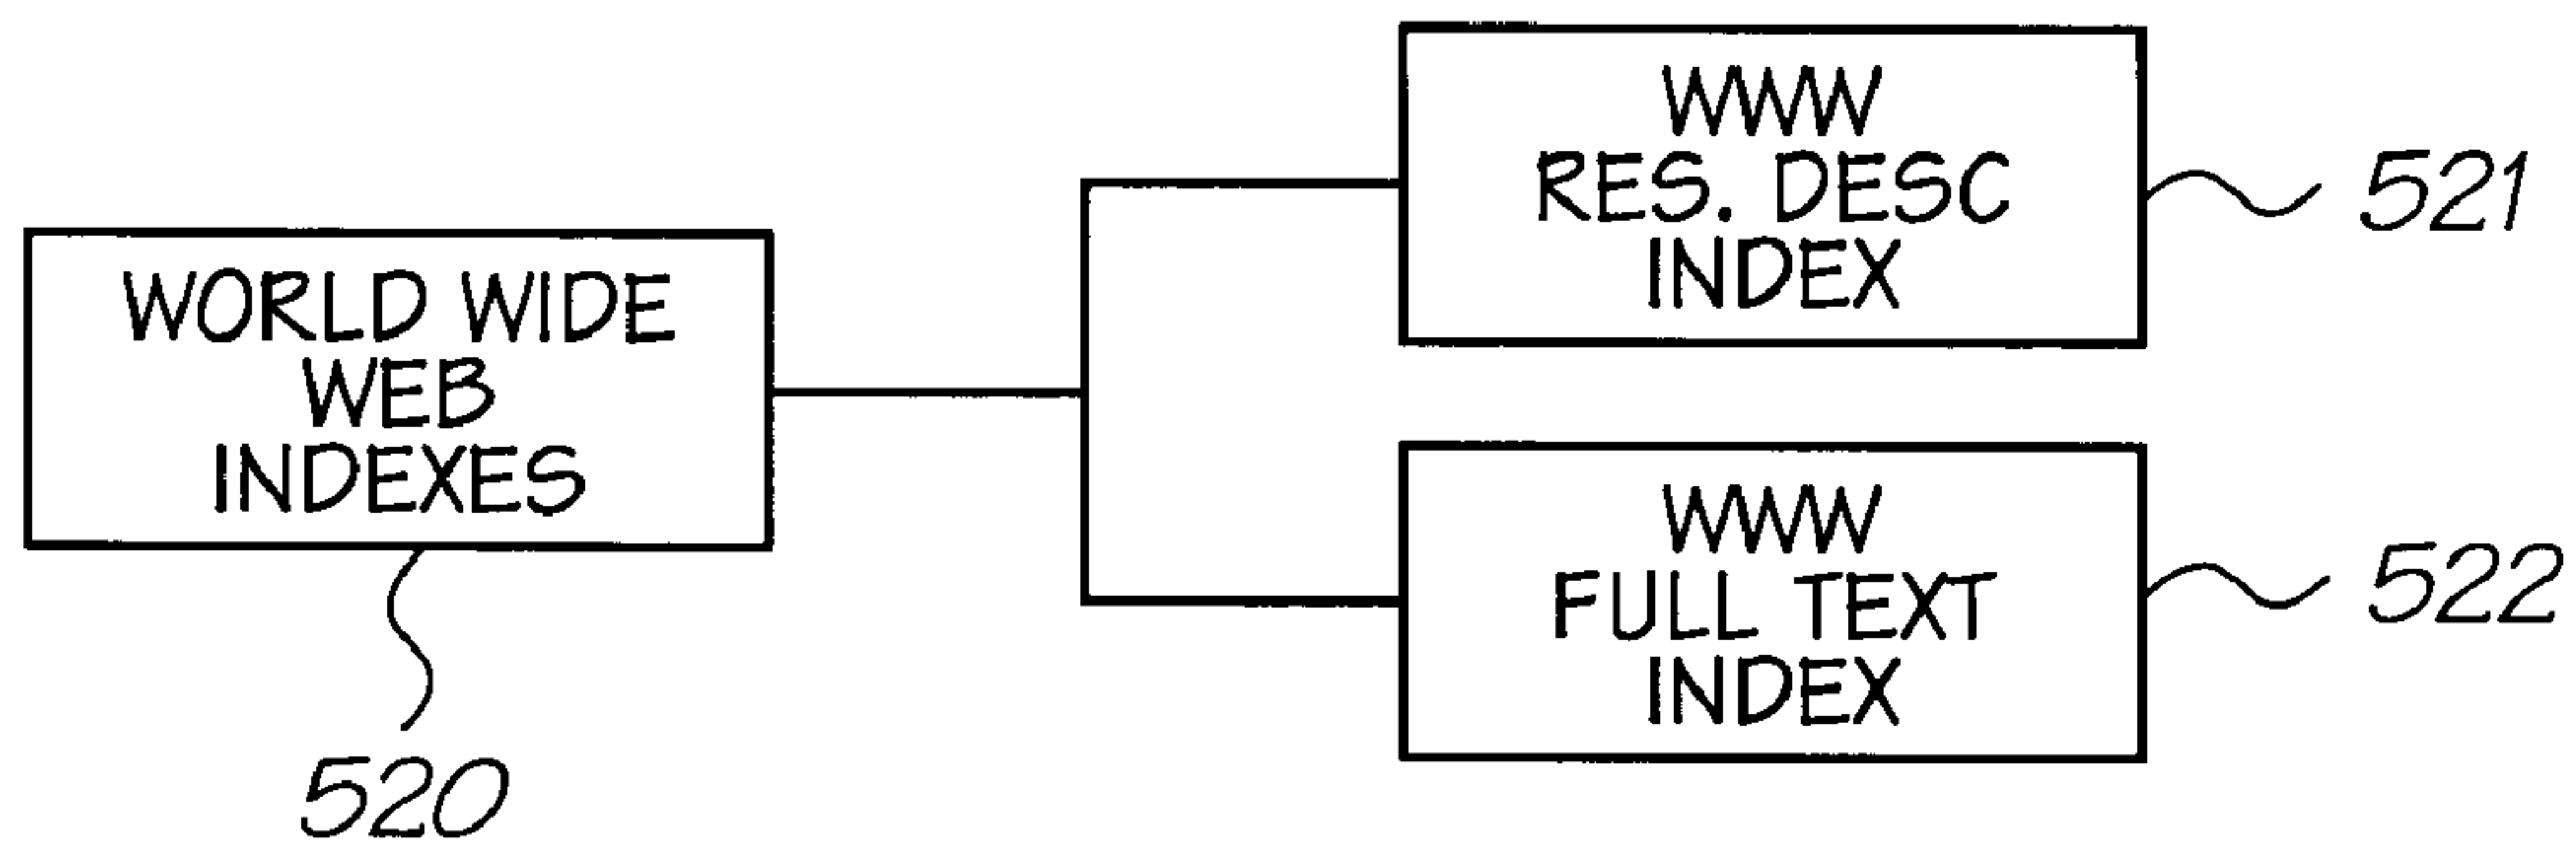 WORLD WIDE
WEB
INDEXES
520
WWW
RES. DESC
INDEX
521
WWW
FULL TEXT
INDEX
522